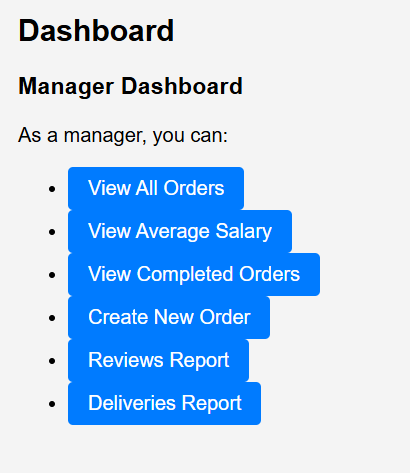 Dashboard
Manager Dashboard
As a manager, you can:
View All Orders
View Average Salary
View Completed Orders
Create New Order
Reviews Report
Deliveries Report